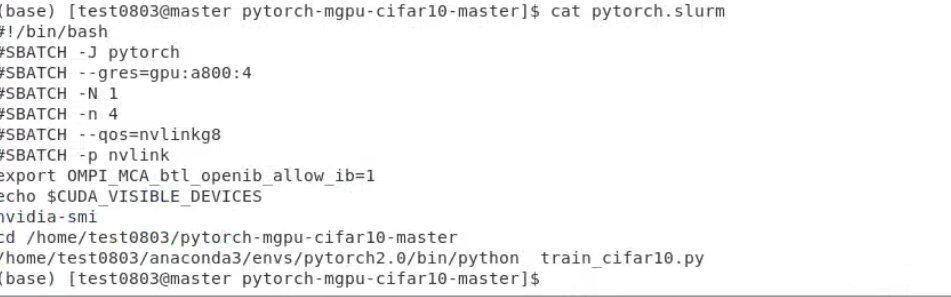 (base) [test0803@master pytorch-mgpu-cifar10-master]$ cat pytorch.slurm
#!/bin/bash
#SBATCH -J pytorch
#SBATCH --gres=gpu:a800:4
#SBATCH -N 1
#SBATCH -n 4
#SBATCH --qos=nvlinkg8
#SBATCH -p nvlink
export OMPI_MCA_btl_openib_allow_ib=1
echo $CUDA_VISIBLE_DEVICES
nvidia-smi
cd /home/test0803/pytorch-mgpu-cifar10-master
/home/test0803/anaconda3/envs/pytorch2.0/bin/python  train_cifar10.py
(base) [test0803@master pytorch-mgpu-cifar10-master]$